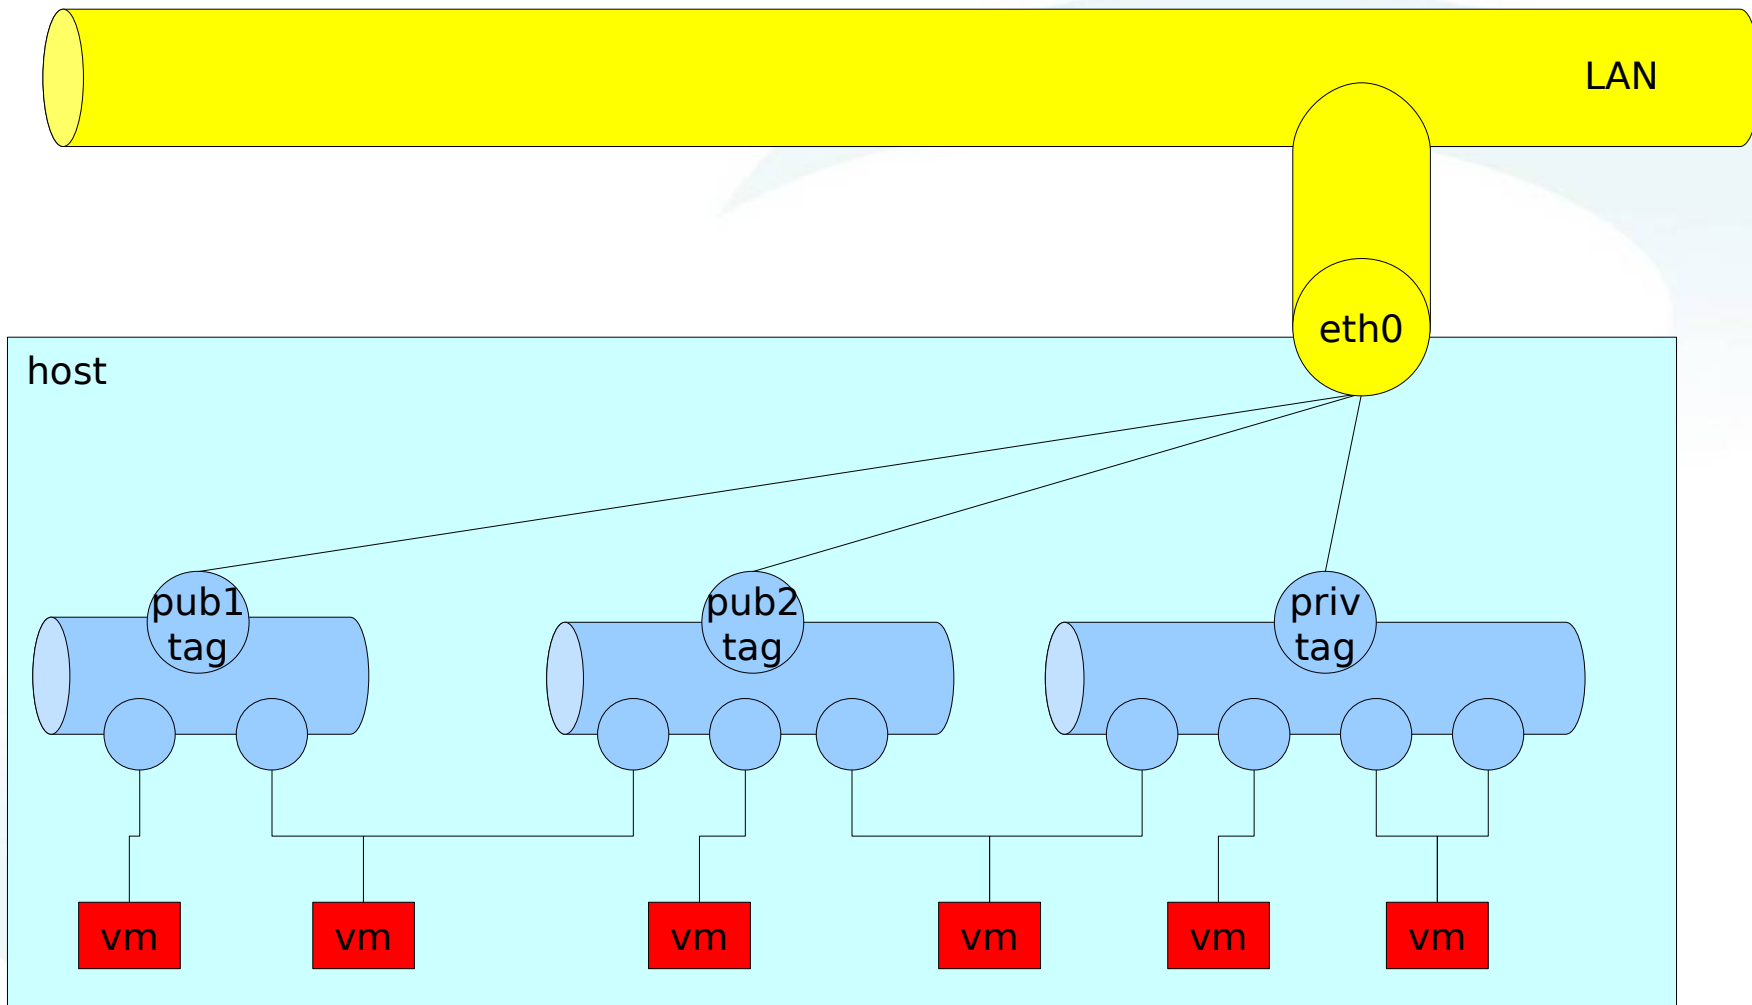 LAN
eth0
host
pub1
tag
pub2
tag
priv
tag
vm
vm
vm
vm
vm
vm